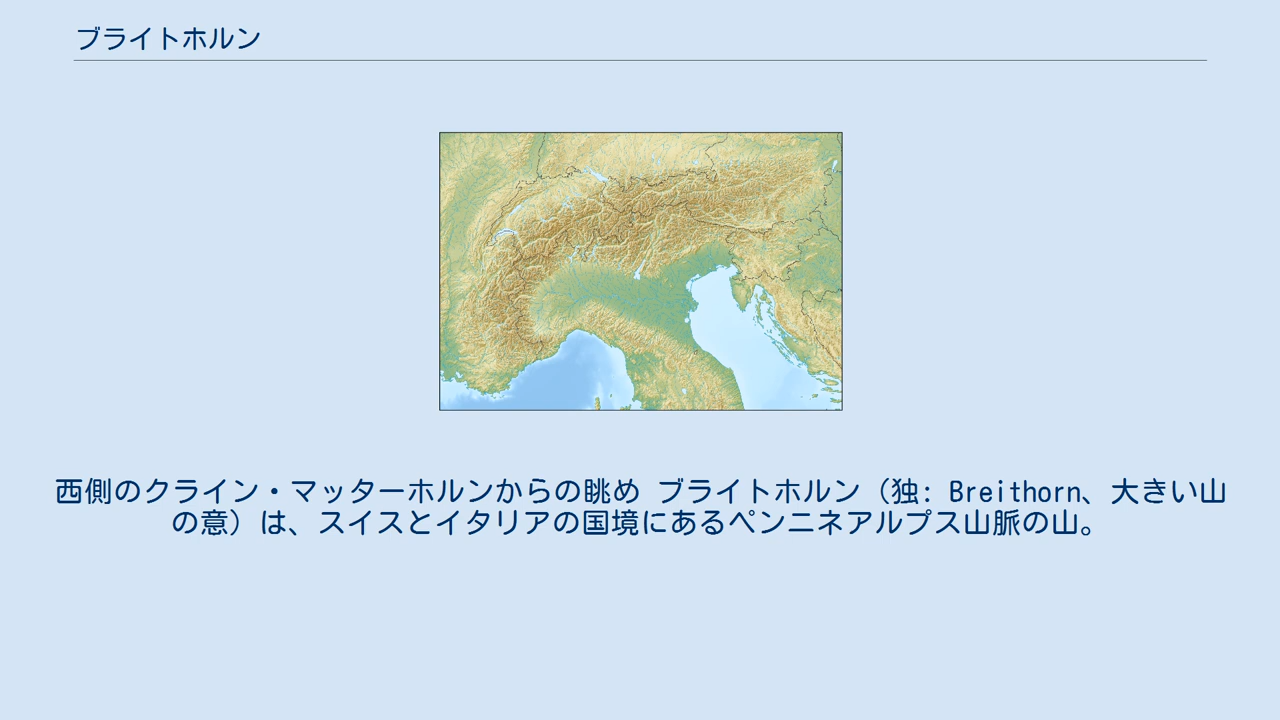 ブライトホルン
西側のクライン・マッターホルンからの眺め ブライトホルン（独: Breithorn、大きい山
の意）は、スイスとイタリアの国境にあるペンニネアルプス山脈の山。